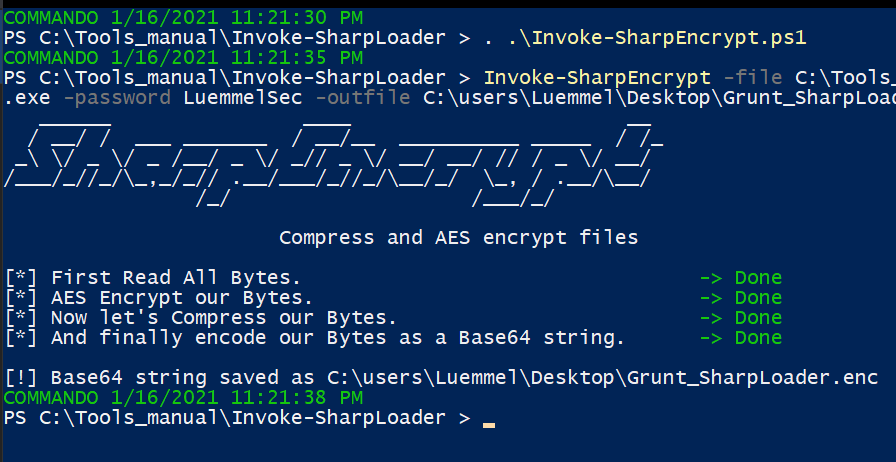 COMMANDO 1/16/2021 11:21:30 PM
PS C:\Tools_manual\Invoke-SharpLoader > . .\Invoke-SharpEncrypt.ps1
COMMANDO 1/16/2021 11:21:35 PM
PS C:\Tools_manual\Invoke-SharpLoader > Invoke-SharpEncrypt -file C:\Tools_
.exe -password LuemmelSec -outfile C:\users\Luemmel\Desktop\Grunt_SharpLoad
SharpEncrypt
Compress and AES encrypt files
[*] First Read All Bytes. -> Done
[*] AES Encrypt our Bytes. -> Done
[*] Now let's Compress our Bytes. -> Done
[*] And finally encode our Bytes as a Base64 string. -> Done
[!] Base64 string saved as C:\users\Luemmel\Desktop\Grunt_SharpLoader.enc
COMMANDO 1/16/2021 11:21:38 PM
PS C:\Tools_manual\Invoke-SharpLoader >